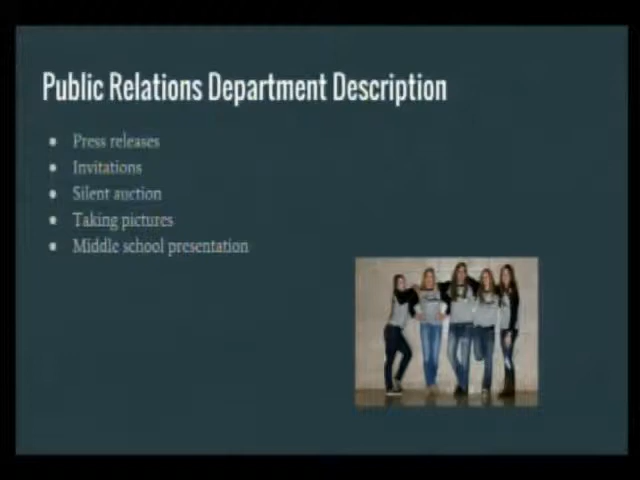 Public Relations Department Description
Press releases
Invitations
Silent auction
Taking pictures
Middle school presentation